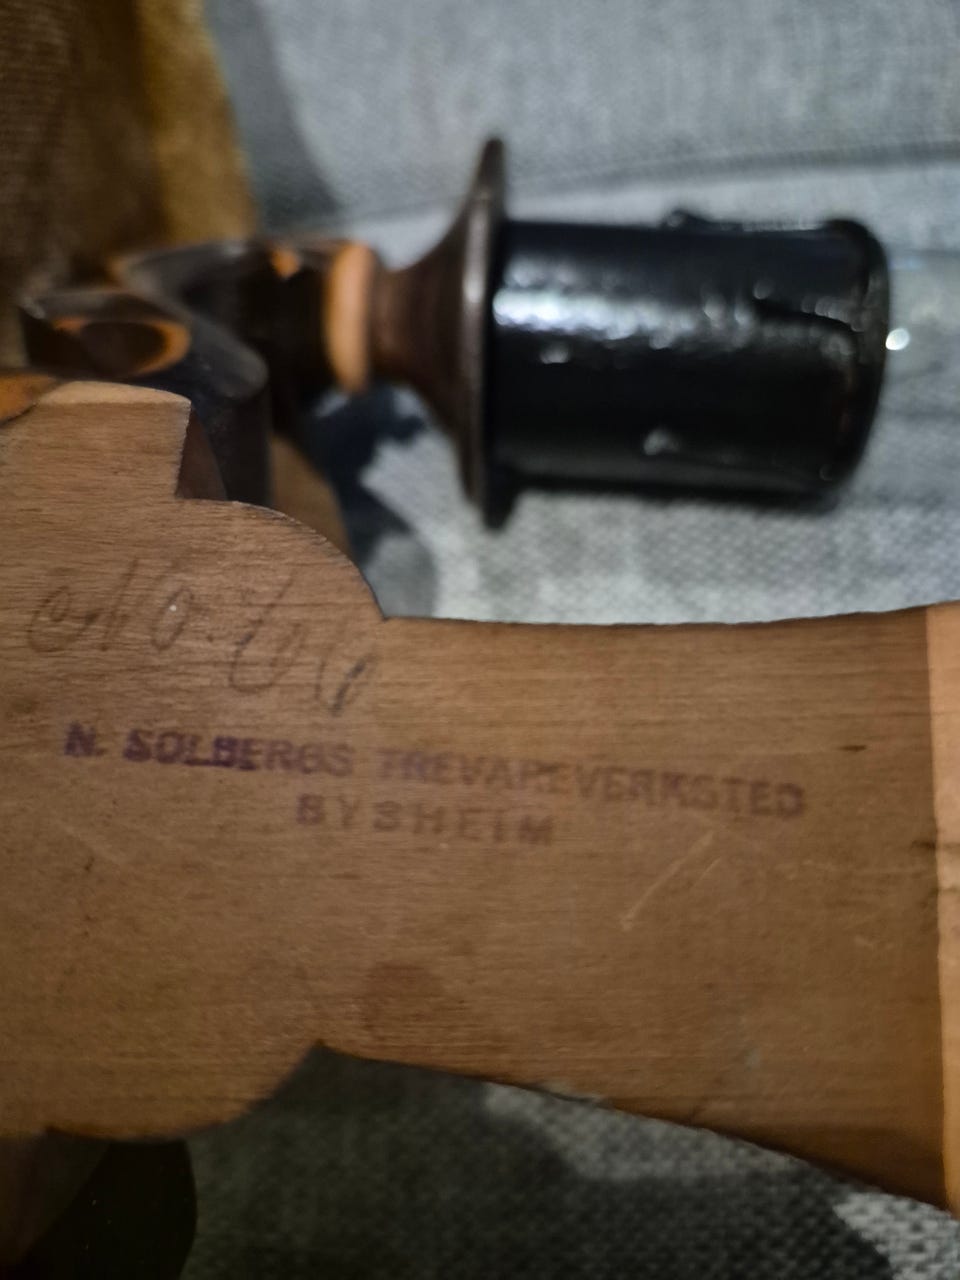 No.
N. SOLBERGS TREVAREVERKSTED
BYSHEIM